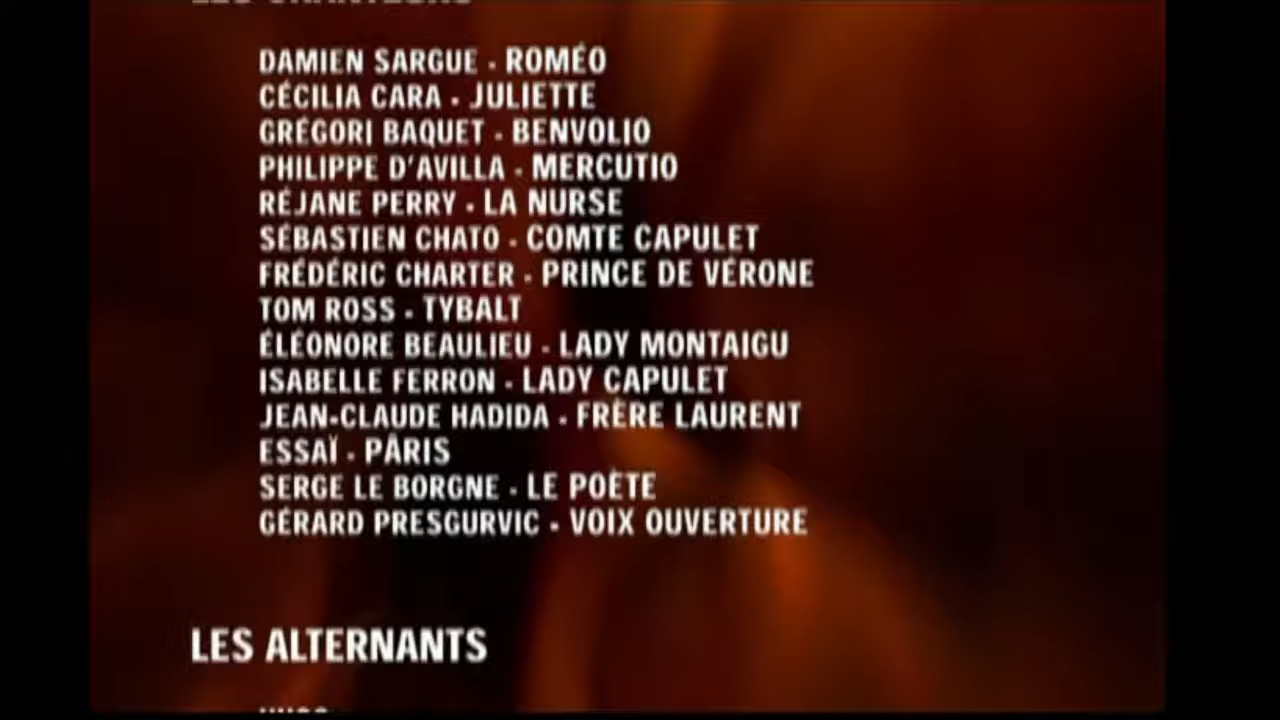 DAMIEN SARGUE - ROMÉO
CÉCILIA CARA - JULIETTE
GRÉGORI BAQUET - BENVOLIO
PHILIPPE D'AVILLA - MERCUTIO
RÉJANE PERRY - LA NURSE
SÉBASTIEN CHATO - COMTE CAPULET
FRÉDÉRIC CHARTER - PRINCE DE VÉRONE
TOM ROSS - TYBALT
ÉLÉONORE BEAULIEU - LADY MONTAIGU
ISABELLE FERRON - LADY CAPULET
JEAN-CLAUDE HADIDA - FRÈRE LAURENT
ESSAÏ - PÂRIS
SERGE LE BORGNE - LE POÈTE
GÉRARD PRESGURVIC - VOIX OUVERTURE
LES ALTERNANTS